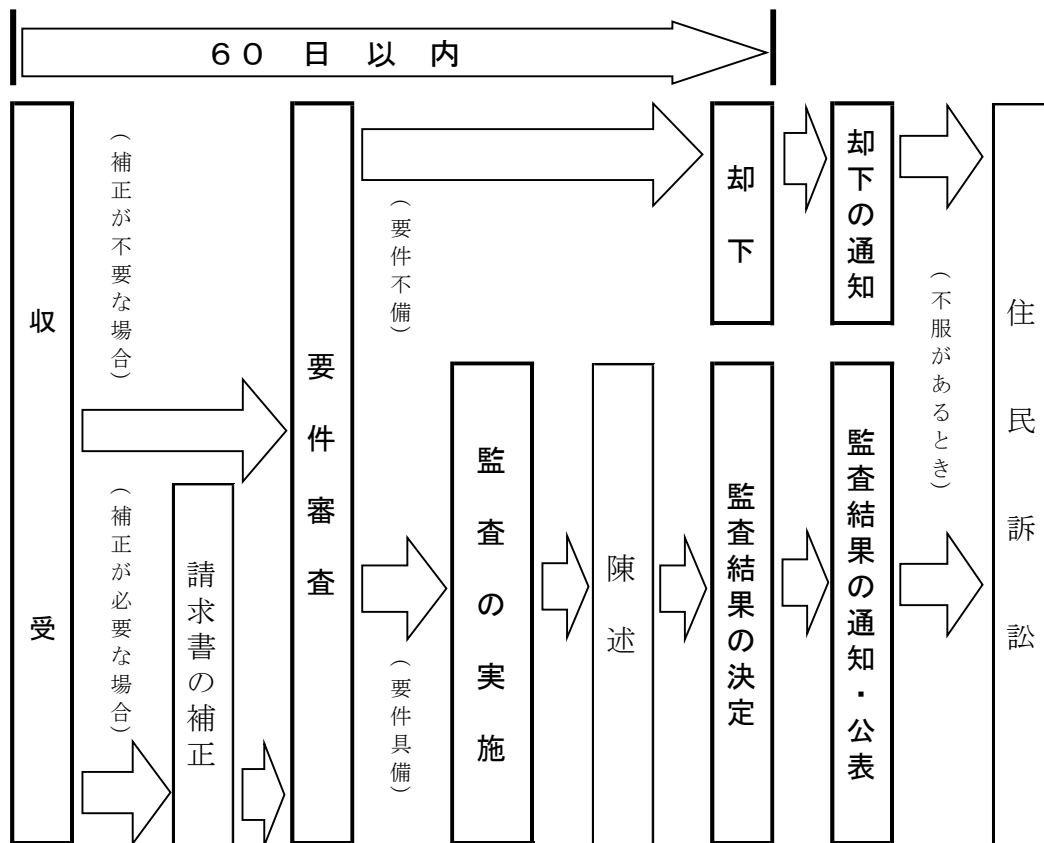 ６０日以内
収受
（補正が不要な場合）
（補正が必要な場合）
請求書の補正
要件審査
（要件不備）
（要件具備）
却下
却下の通知
監査の実施
陳述
監査結果の決定
監査結果の通知・公表
（不服があるとき）
住民訴訟